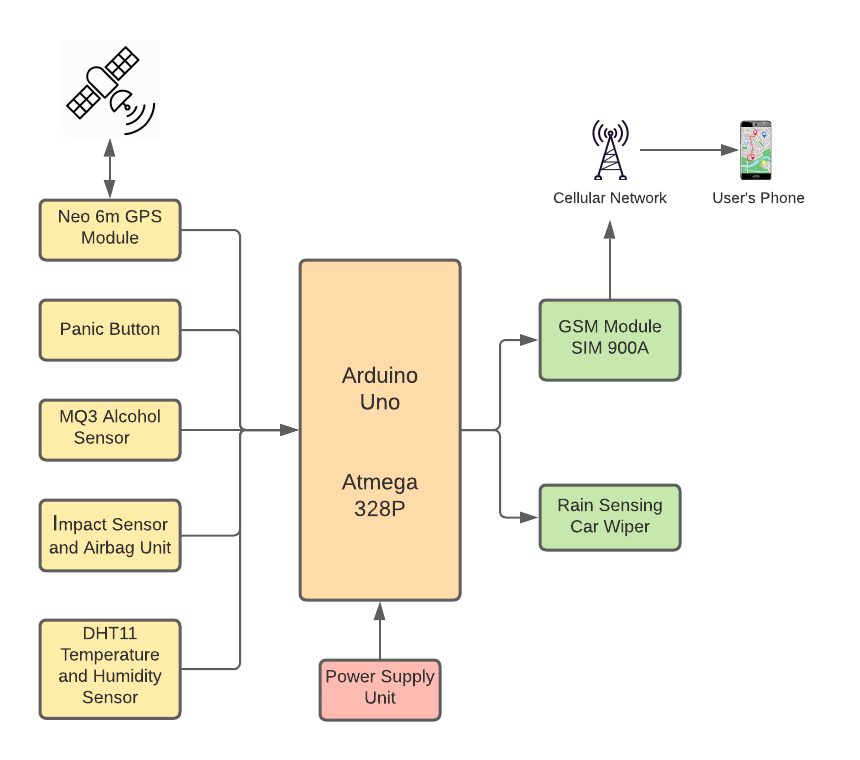 Neo 6m GPS
Module
Panic Button
MQ3 Alcohol
Sensor
Impact Sensor
and Airbag Unit
DHT11
Temperature
and Humidity
Sensor
Arduino
Uno
Atmega
328P
Power Supply
Unit
Cellular Network
User's Phone
GSM Module
SIM 900A
Rain Sensing
Car Wiper